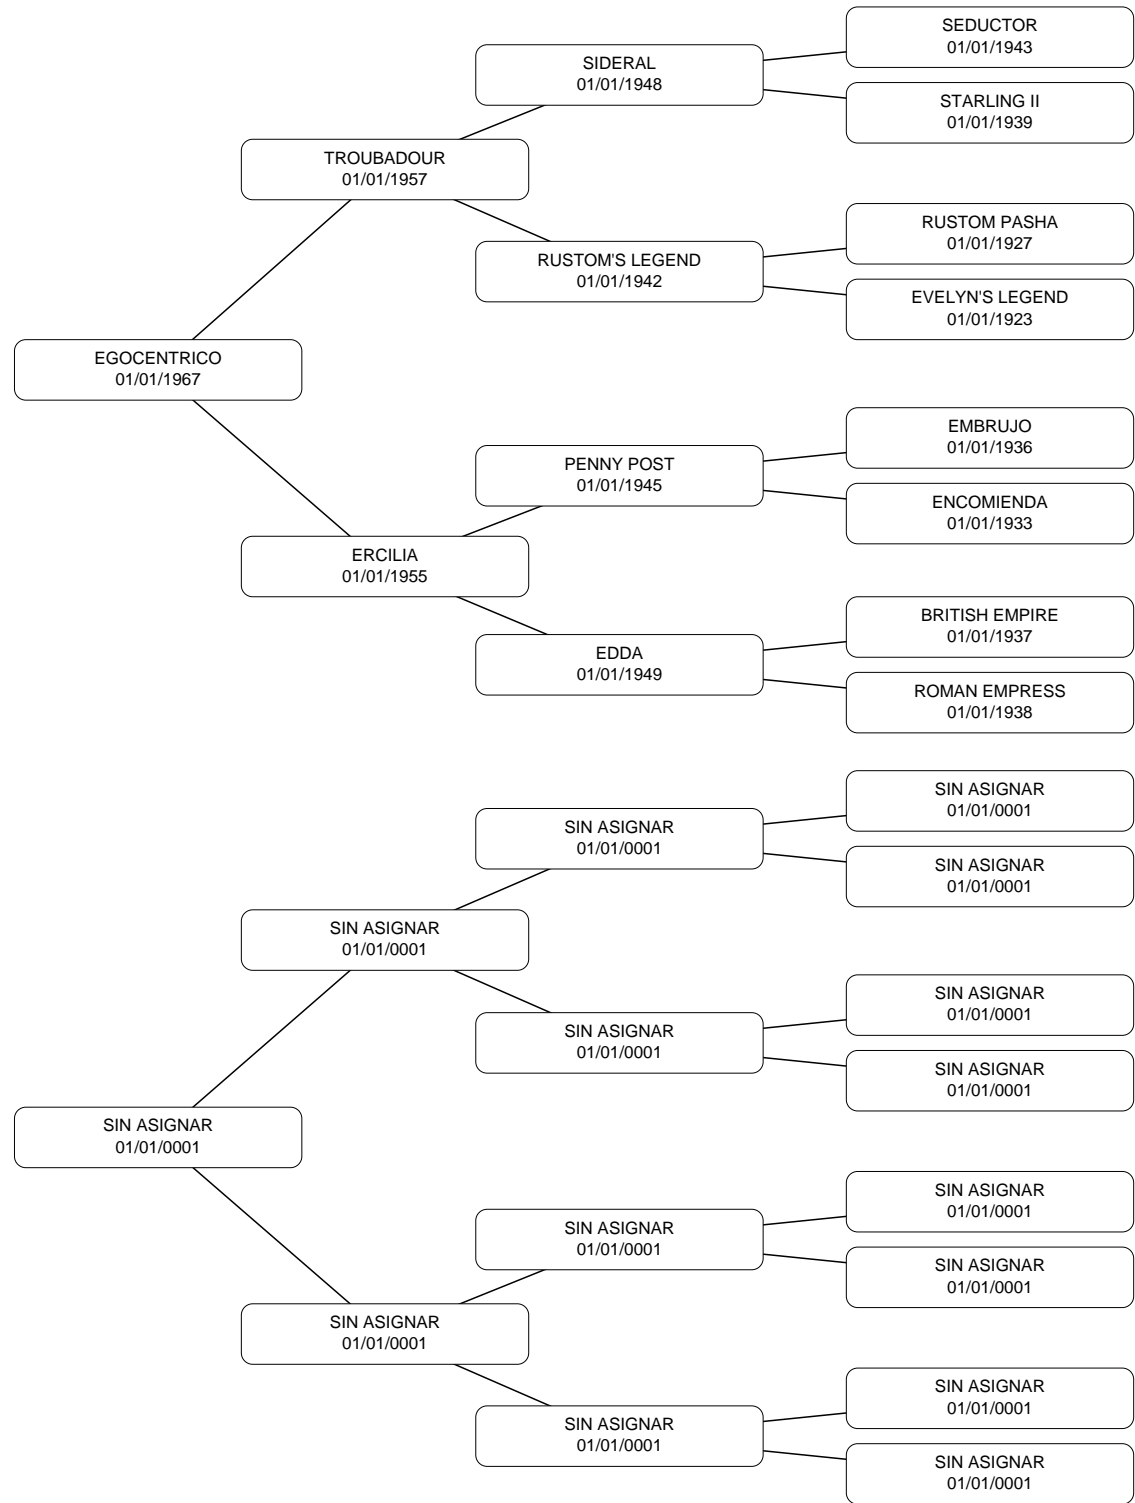 SEDUCTOR
01/01/1943
SIDERAL
01/01/1948
STARLING II
01/01/1939
TROUBADOUR
01/01/1957
RUSTOM PASHA
01/01/1927
RUSTOM'S LEGEND
01/01/1942
EVELYN'S LEGEND
01/01/1923
EGOCENTRICO
01/01/1967
EMBRUJO
01/01/1936
PENNY POST
01/01/1945
ENCOMIENDA
01/01/1933
ERCILIA
01/01/1955
BRITISH EMPIRE
01/01/1937
EDDA
01/01/1949
ROMAN EMPRESS
01/01/1938
SIN ASIGNAR
01/01/0001
SIN ASIGNAR
01/01/0001
SIN ASIGNAR
01/01/0001
SIN ASIGNAR
01/01/0001
SIN ASIGNAR
01/01/0001
SIN ASIGNAR
01/01/0001
SIN ASIGNAR
01/01/0001
SIN ASIGNAR
01/01/0001
SIN ASIGNAR
01/01/0001
SIN ASIGNAR
01/01/0001
SIN ASIGNAR
01/01/0001
SIN ASIGNAR
01/01/0001
SIN ASIGNAR
01/01/0001
SIN ASIGNAR
01/01/0001
SIN ASIGNAR
01/01/0001